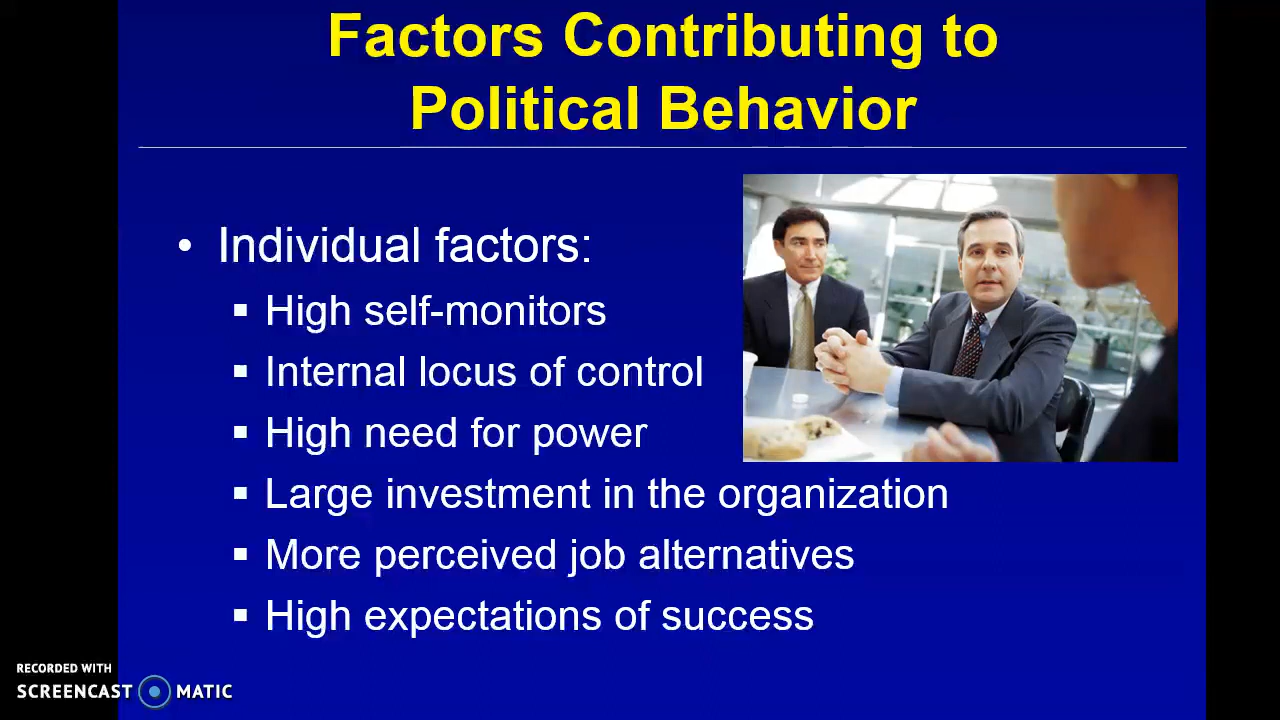 Factors Contributing to
Political Behavior
• Individual factors:
▪ High self-monitors
▪ Internal locus of control
▪ High need for power
▪ Large investment in the organization
▪ More perceived job alternatives
▪ High expectations of success
RECORDED WITH
SCREENCAST MATIC